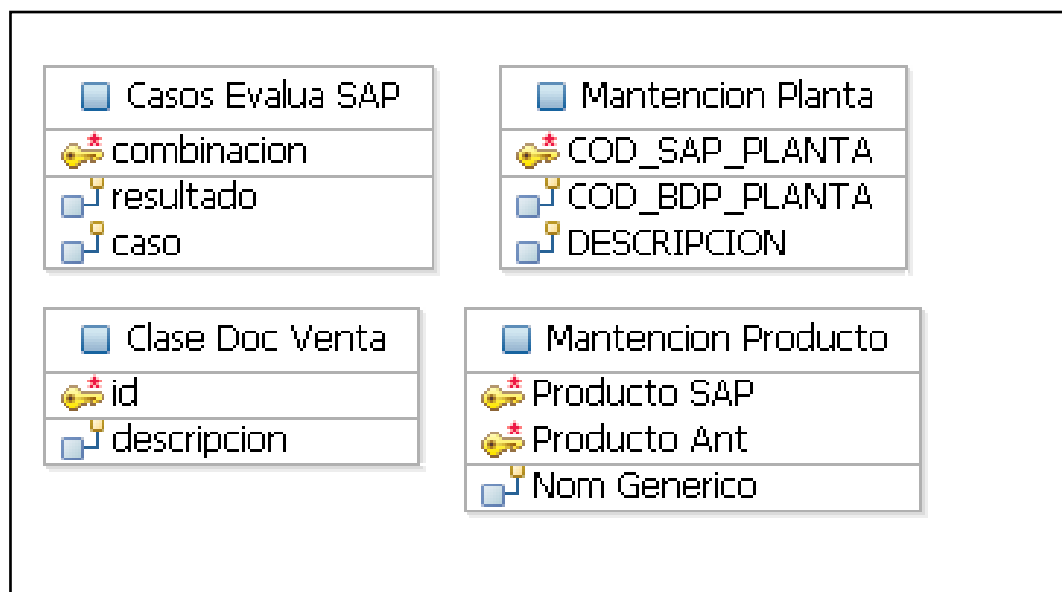 Casos Evalua SAP
combinacion
resultado
caso
Mantencion Planta
COD_SAP_PLANTA
COD_BDP_PLANTA
DESCRIPCION
Clase Doc Venta
id
descripcion
Mantencion Producto
Producto SAP
Producto Ant
Nom Generico